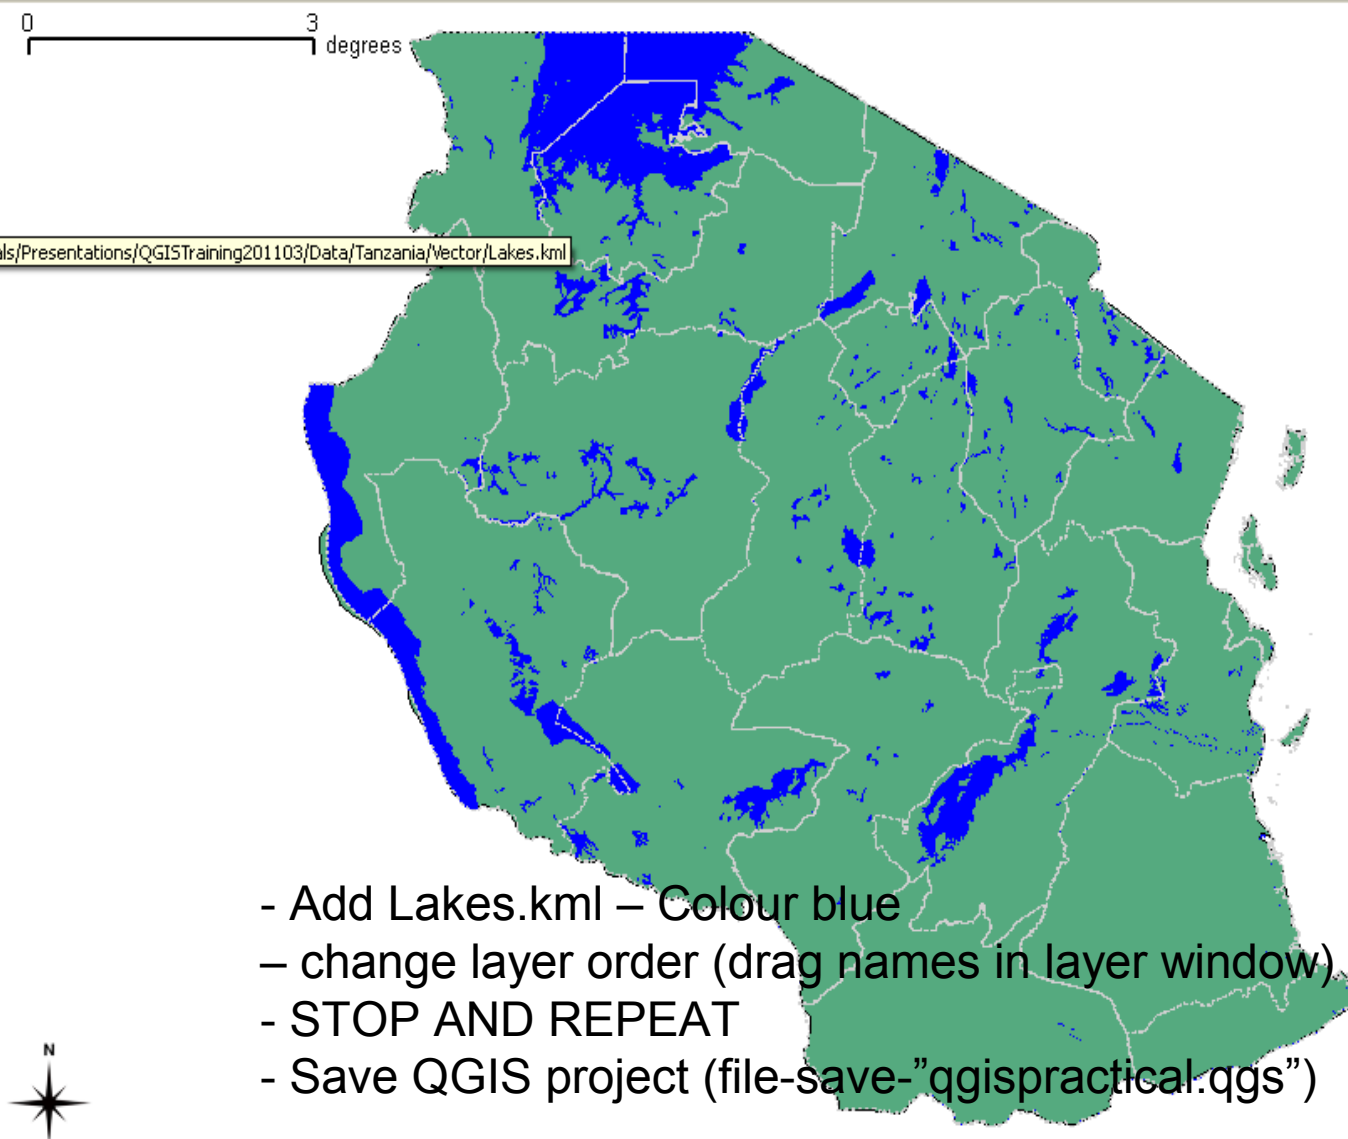 0 3
degrees
als/Presentations/QGISTraining201103/Data/Tanzania/Vector/Lakes.kml
- Add Lakes.kml – Colour blue
– change layer order (drag names in layer window)
- STOP AND REPEAT
- Save QGIS project (file-save-”qgispractical.qgs”)
N